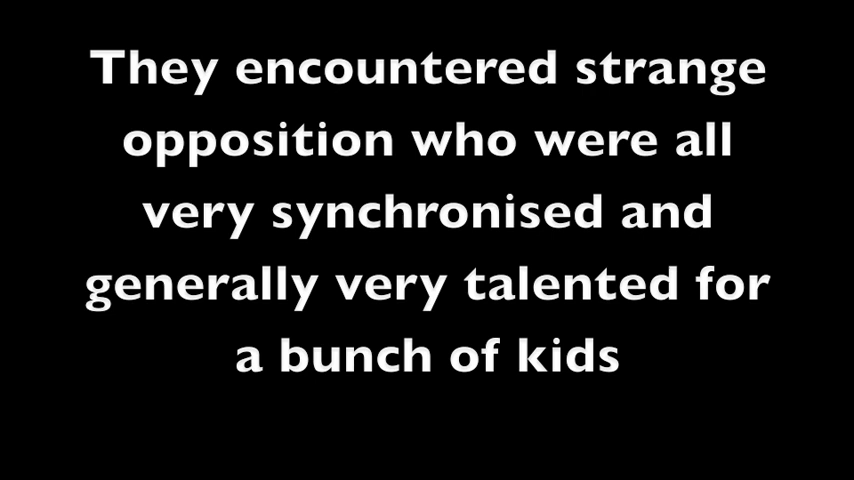 They encountered strange
opposition who were all
very synchronised and
generally very talented for
a bunch of kids